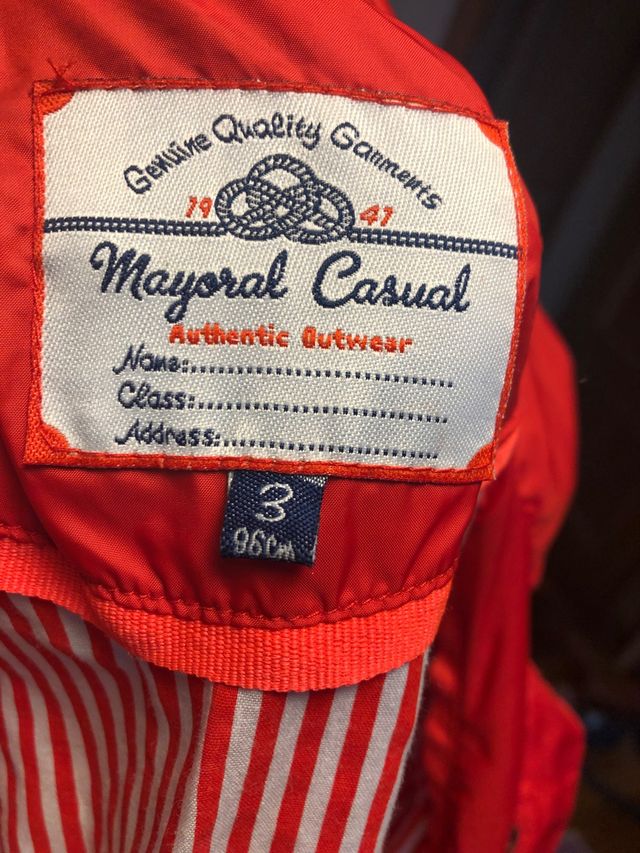 Genuine Quality Garments
19 41
Mayoral Casual
Authentic Outwear
Name:
Class:
Address:
3
96cm